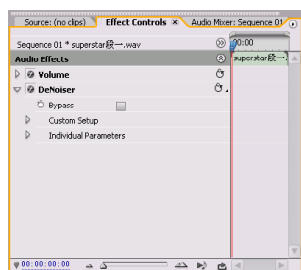 Source: (no clips) Effect Controls × Audio Mixer: Sequence 01
Sequence 01 * superstar段一.wav
00:00
Audio Effects
superstar段一.
Volume
DeNoiser
Bypass
Custom Setup
Individual Parameters
00:00:00:00